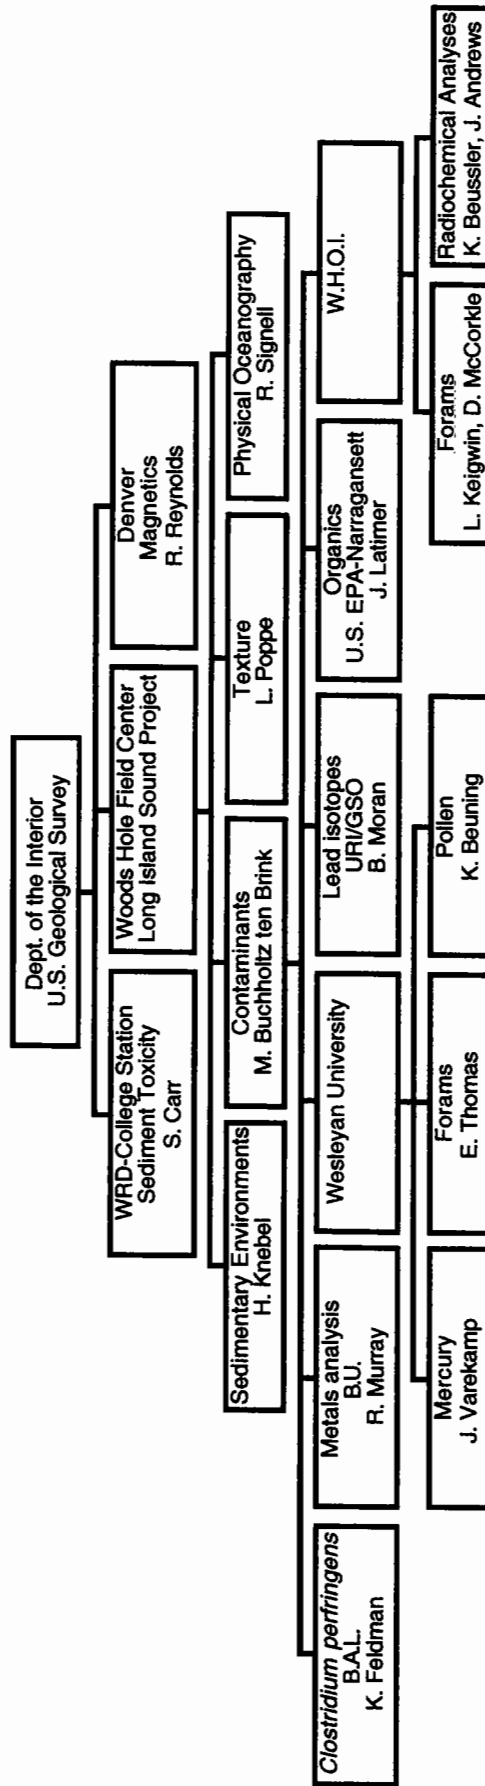 Dept. of the Interior
U.S. Geological Survey
WRD-College Station
Sediment Toxicity
S. Carr
Woods Hole Field Center
Long Island Sound Project
Denver
Magnetics
R. Reynolds
Sedimentary Environments
H. Knebel
Contaminants
M. Buchholtz ten Brink
Texture
L. Poppe
Physical Oceanography
R. Signell
Clostridium perfringens
B.A.L.
K. Feldman
Metals analysis
B.U.
R. Murray
Wesleyan University
Lead isotopes
URI/GSO
B. Moran
Organics
U.S. EPA-Narragansett
J. Latimer
W.H.O.I.
Mercury
J. Varekamp
Forams
E. Thomas
Pollen
K. Beuning
Forams
L. Keigwin, D. McCorkle
Radiochemical Analyses
K. Beussler, J. Andrews